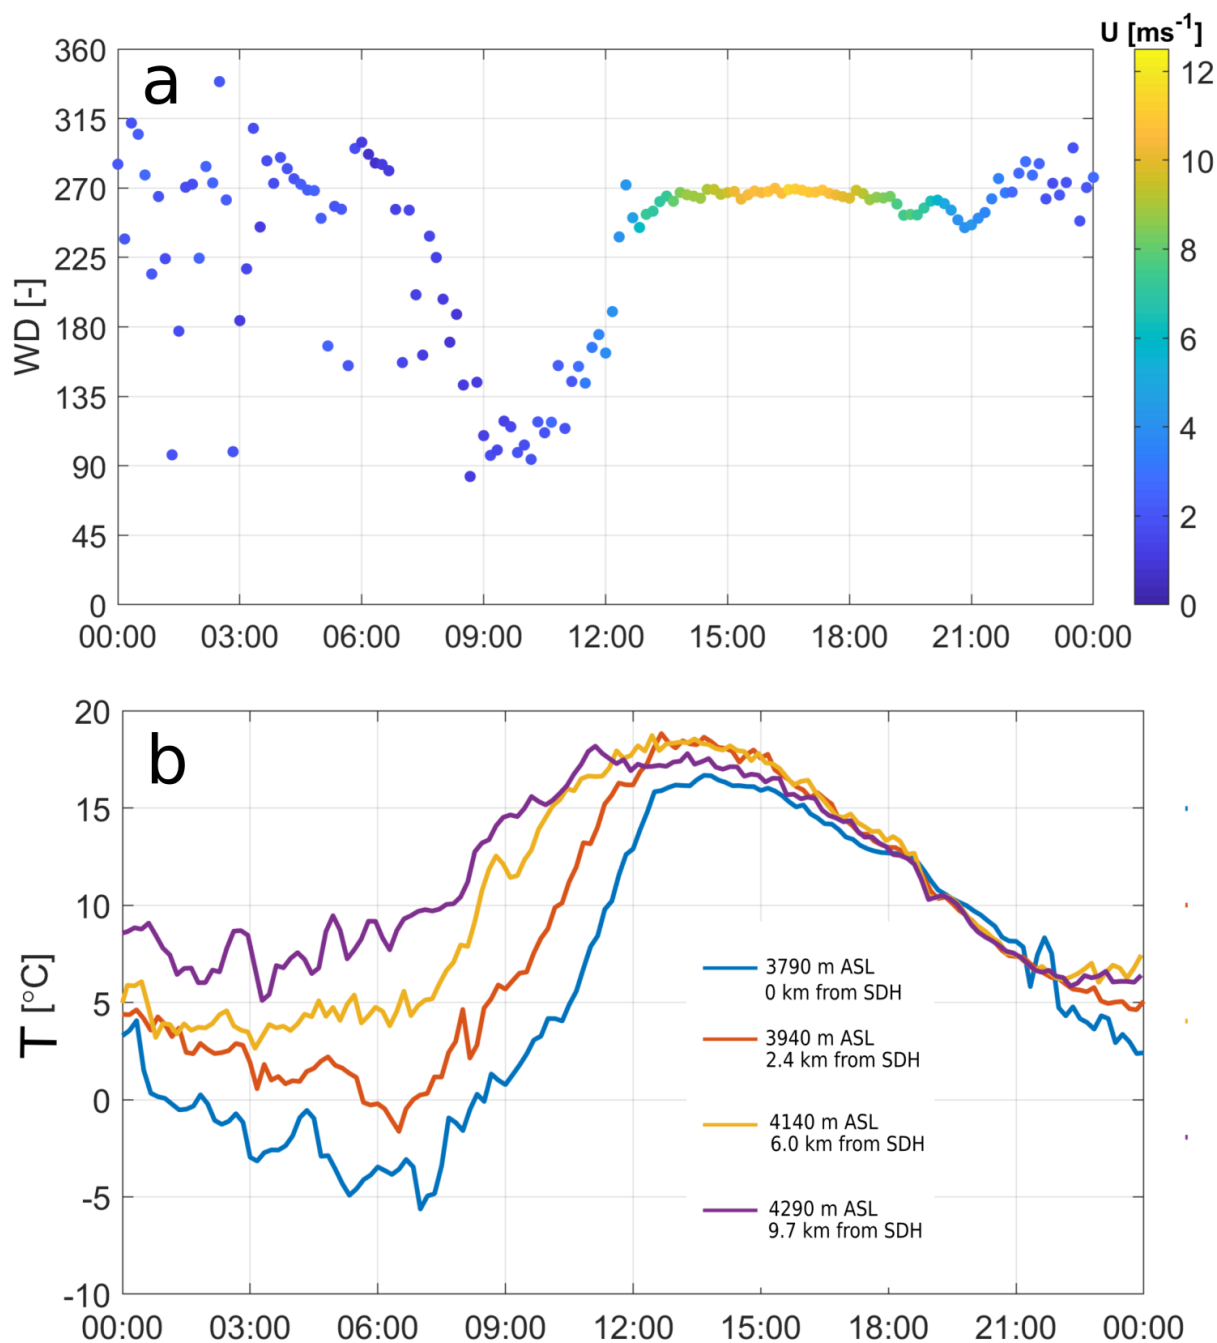 U [ms-1]
a
360
315
270
225
180
135
90
45
0
WD [-]
12
10
8
6
4
2
0
00:00 03:00 06:00 09:00 12:00 15:00 18:00 21:00 00:00
b
20
15
10
5
0
-5
-10
T [°C]
3790 m ASL
0 km from SDH
3940 m ASL
2.4 km from SDH
4140 m ASL
6.0 km from SDH
4290 m ASL
9.7 km from SDH
00:00 03:00 06:00 09:00 12:00 15:00 18:00 21:00 00:00